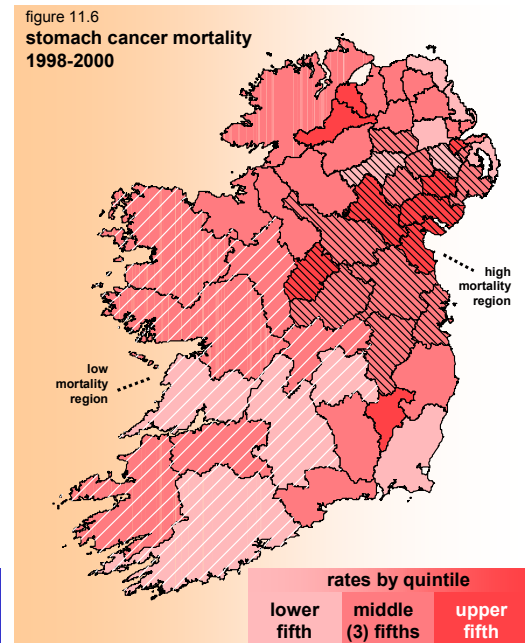 figure 11.6
stomach cancer mortality
1998-2000
high
mortality
region
low
mortality
region
rates by quintile
lower
fifth
middle
(3) fifths
upper
fifth